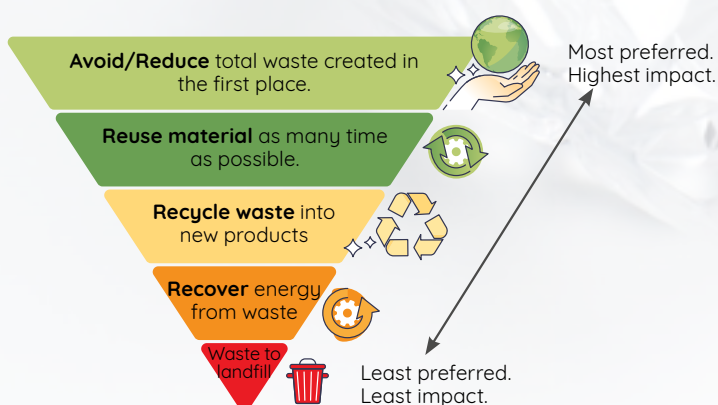 Avoid/Reduce total waste created in
the first place.
Most preferred.
Highest impact.
Reuse material as many time
as possible.
Recycle waste into
new products
Recover energy
from waste
Waste to
landfill
Least preferred.
Least impact.